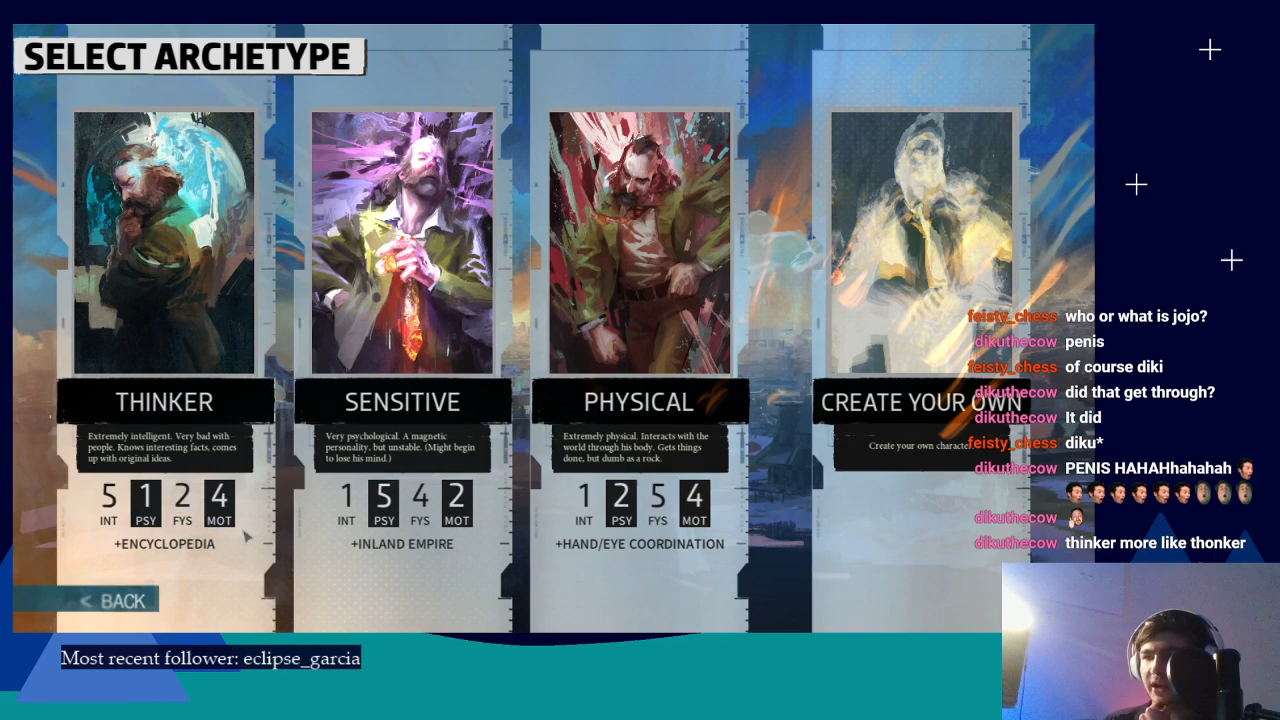 SELECT ARCHETYPE
THINKER
Extremely intelligent. Very bad with
people. Knows interesting facts, comes
up with original ideas.
5 1 2 4
INT PSY FYS MOT
+ENCYCLOPEDIA
SENSITIVE
Very psychological. A magnetic
personality, but unstable. (Might begin
to lose his mind.)
1 5 4 2
INT PSY FYS MOT
+INLAND EMPIRE
PHYSICAL
Extremely physical. Interacts with the
world through his body. Gets things
done, but dumb as a rock.
1 2 5 4
INT PSY FYS MOT
+HAND/EYE COORDINATION
CREATE YOUR OWN
Create your own character
< BACK
feisty_chess who or what is jojo?
dikuthecow penis
feisty_chess of course diki
dikuthecow did that get through?
dikuthecow It did
feisty_chess diku*
dikuthecow PENIS HAHAHhahahah
dikuthecow
dikuthecow thinker more like thonker
Most recent follower: eclipse_garcia